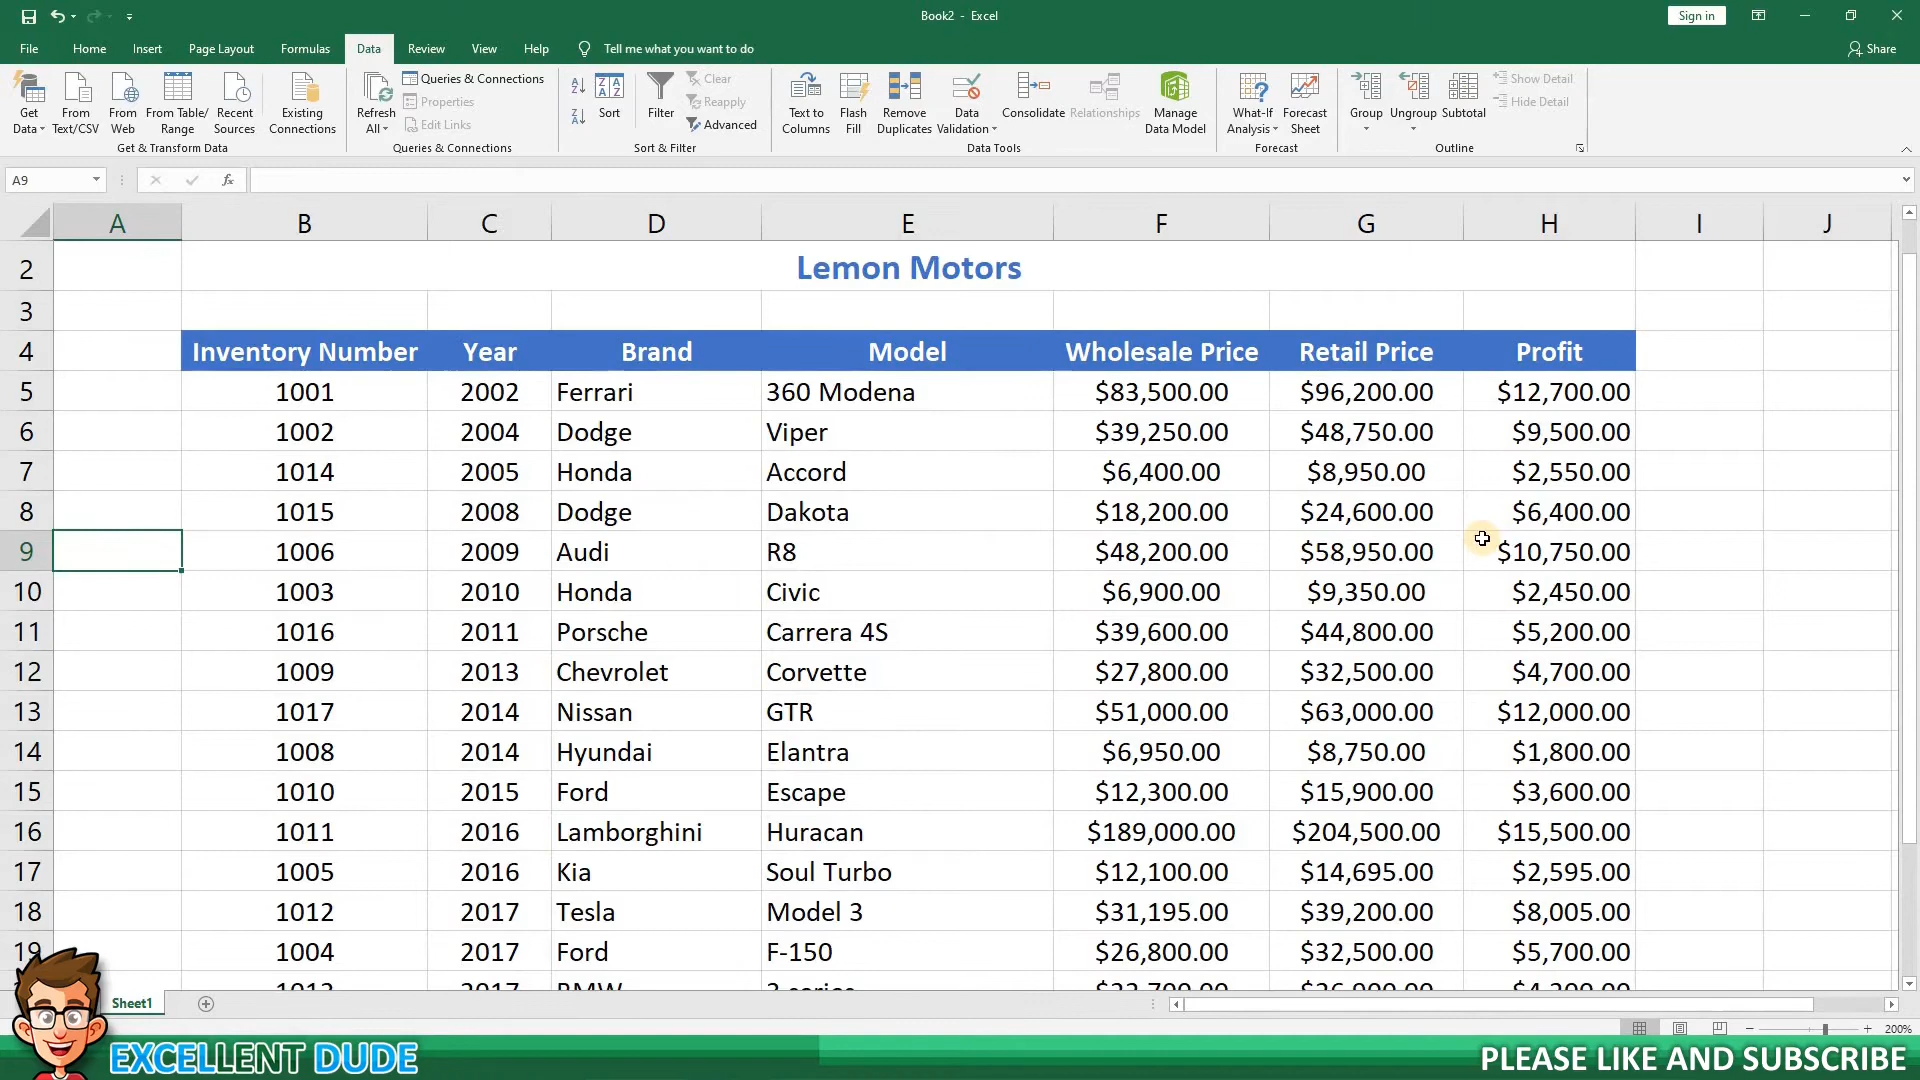 Book2 - Excel
Sign in
File Home Insert Page Layout Formulas Data Review View Help Tell me what you want to do Share
Get Data From Text/CSV From Web From Table/Range Recent Sources Existing Connections
Get & Transform Data
Refresh All Queries & Connections Properties Edit Links
Queries & Connections
Sort Filter Clear Reapply Advanced
Sort & Filter
Text to Columns Flash Fill Remove Duplicates Data Validation Consolidate Relationships Manage Data Model
Data Tools
What-If Analysis Forecast Sheet
Forecast
Group Ungroup Subtotal Show Detail Hide Detail
Outline
A9 fx
A B C D E F G H I J
2 Lemon Motors
3
4 Inventory Number Year Brand Model Wholesale Price Retail Price Profit
5 1001 2002 Ferrari 360 Modena $83,500.00 $96,200.00 $12,700.00
6 1002 2004 Dodge Viper $39,250.00 $48,750.00 $9,500.00
7 1014 2005 Honda Accord $6,400.00 $8,950.00 $2,550.00
8 1015 2008 Dodge Dakota $18,200.00 $24,600.00 $6,400.00
9 1006 2009 Audi R8 $48,200.00 $58,950.00 $10,750.00
10 1003 2010 Honda Civic $6,900.00 $9,350.00 $2,450.00
11 1016 2011 Porsche Carrera 4S $39,600.00 $44,800.00 $5,200.00
12 1009 2013 Chevrolet Corvette $27,800.00 $32,500.00 $4,700.00
13 1017 2014 Nissan GTR $51,000.00 $63,000.00 $12,000.00
14 1008 2014 Hyundai Elantra $6,950.00 $8,750.00 $1,800.00
15 1010 2015 Ford Escape $12,300.00 $15,900.00 $3,600.00
16 1011 2016 Lamborghini Huracan $189,000.00 $204,500.00 $15,500.00
17 1005 2016 Kia Soul Turbo $12,100.00 $14,695.00 $2,595.00
18 1012 2017 Tesla Model 3 $31,195.00 $39,200.00 $8,005.00
19 1004 2017 Ford F-150 $26,800.00 $32,500.00 $5,700.00
Sheet1
200%
EXCELLENT DUDE
PLEASE LIKE AND SUBSCRIBE